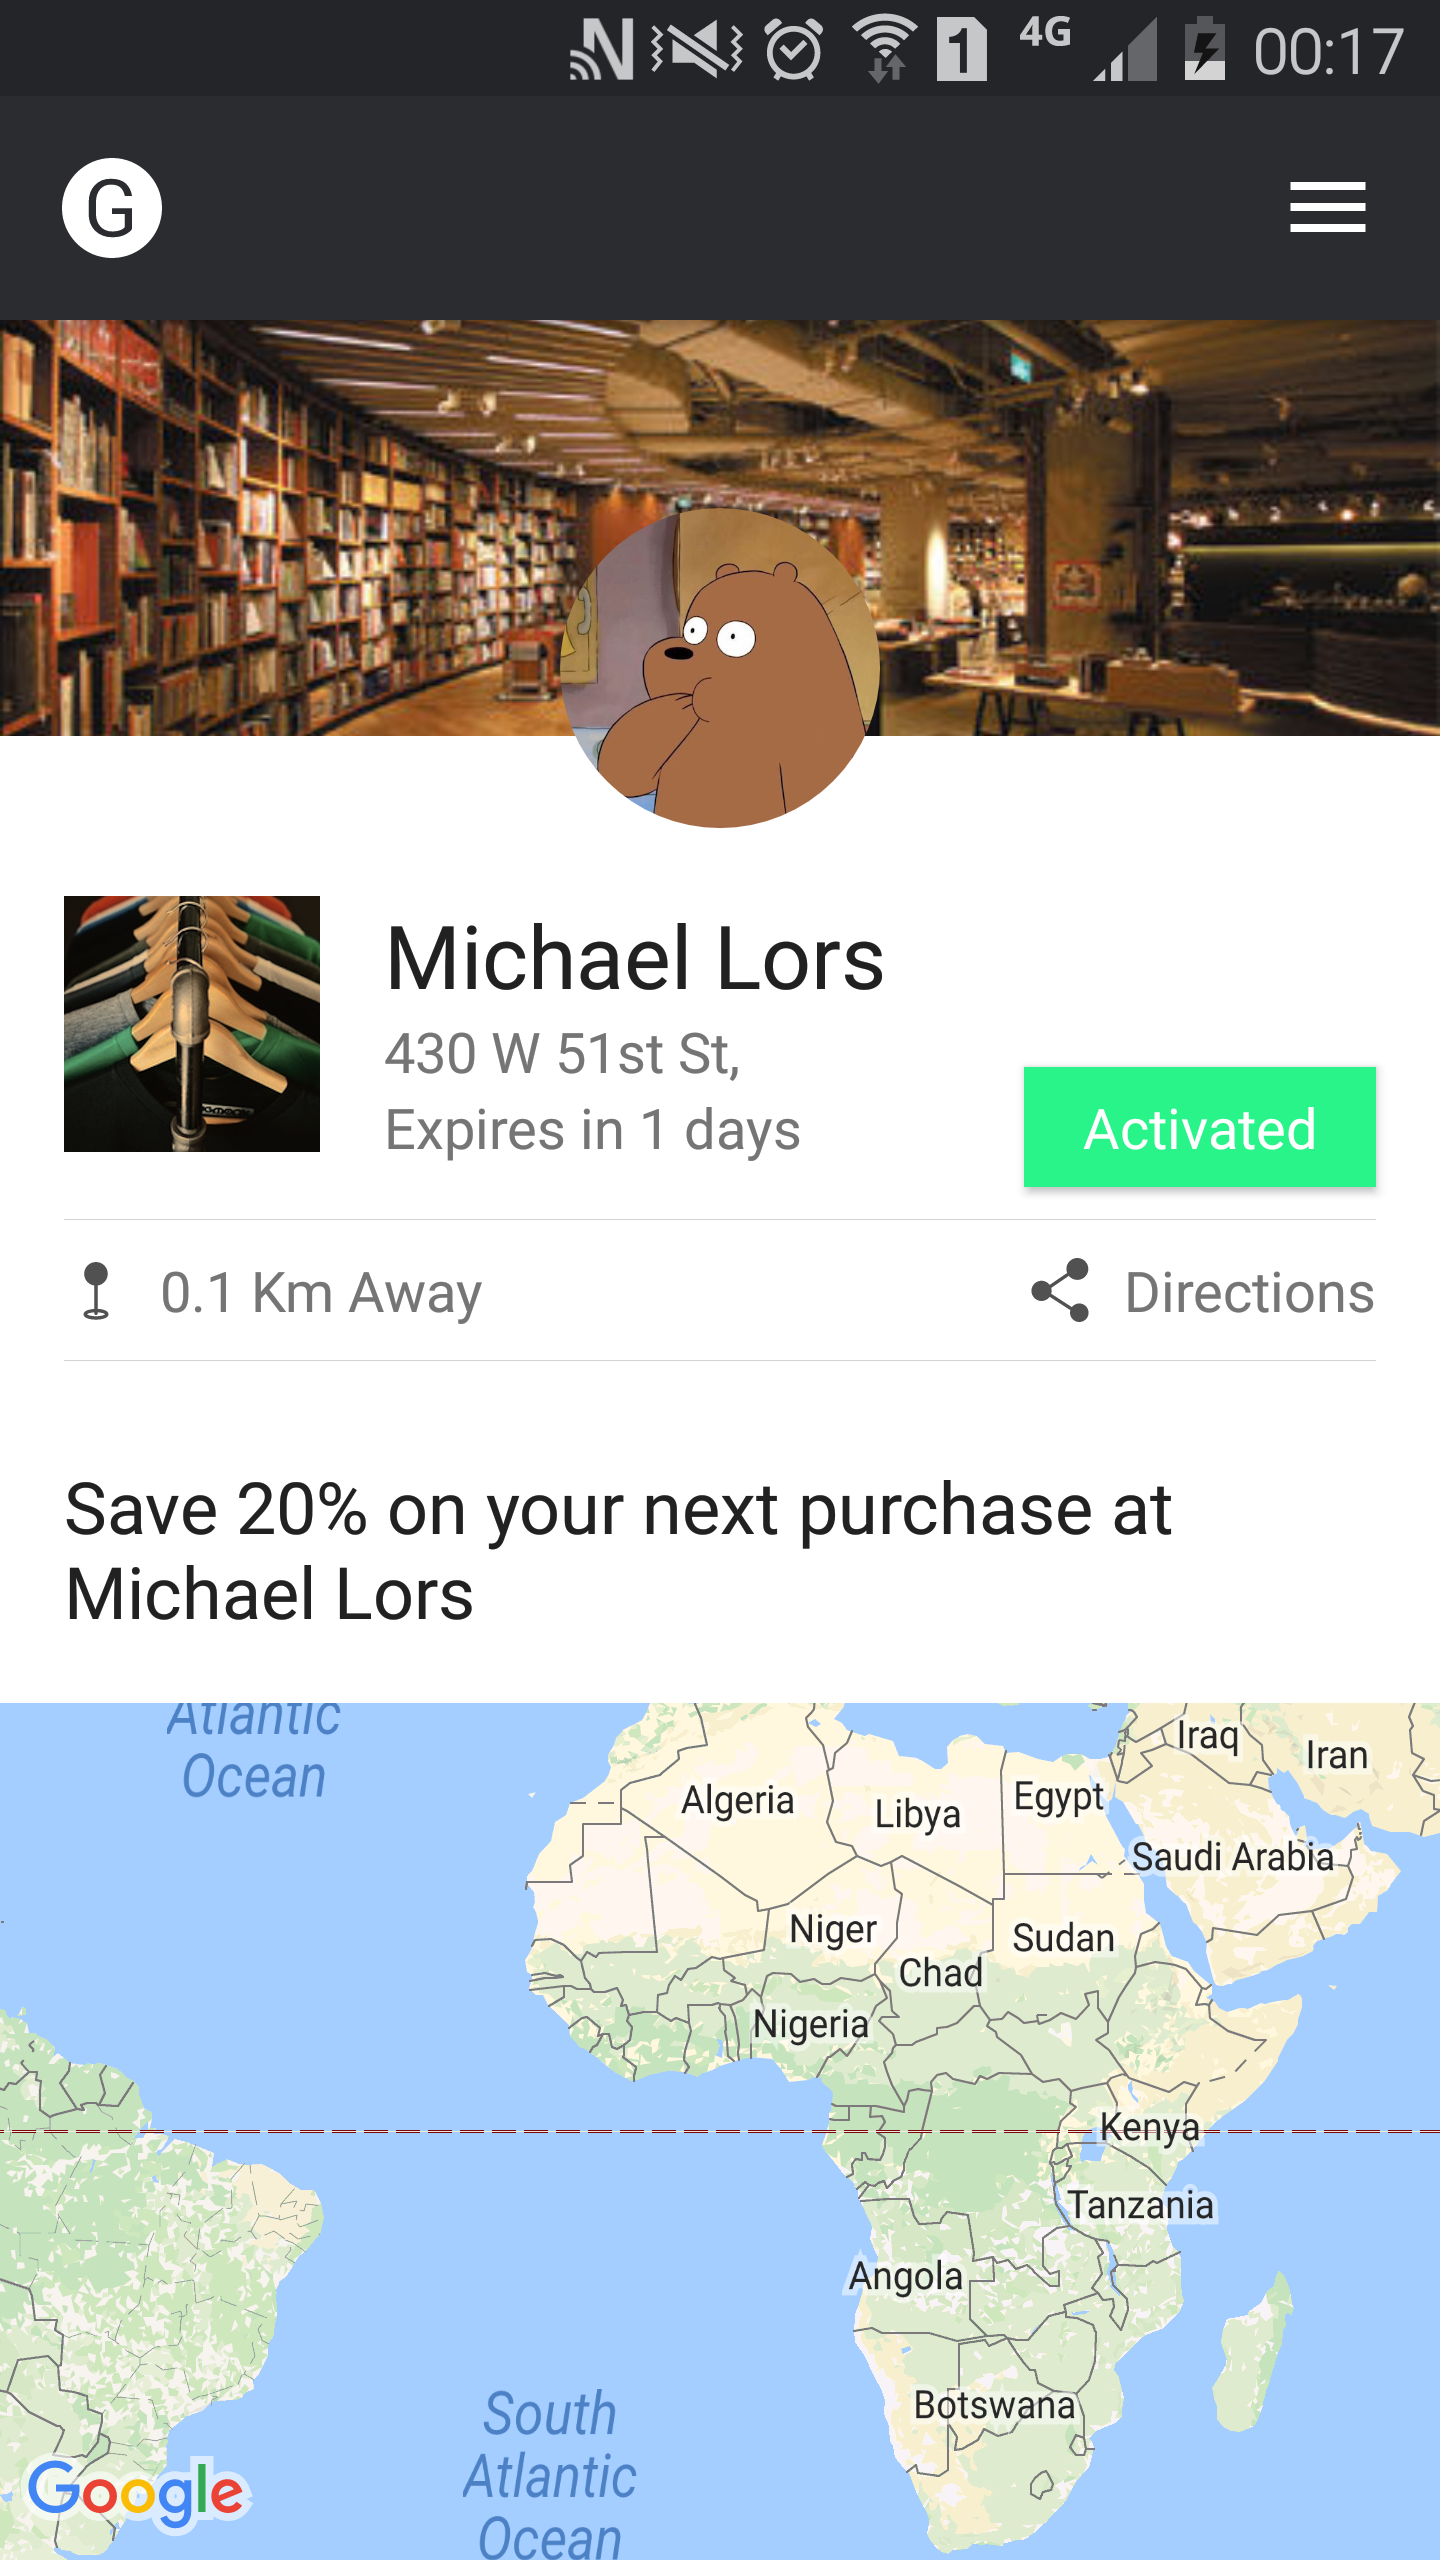 N 1 4G 00:17
G
Michael Lors
430 W 51st St,
Expires in 1 days
Activated
0.1 Km Away
Directions
Save 20% on your next purchase at
Michael Lors
Atlantic
Ocean
Iraq
Iran
Algeria
Libya
Egypt
Saudi Arabia
Niger
Chad
Sudan
Nigeria
Kenya
Tanzania
Angola
Botswana
South
Atlantic
Ocean
Google